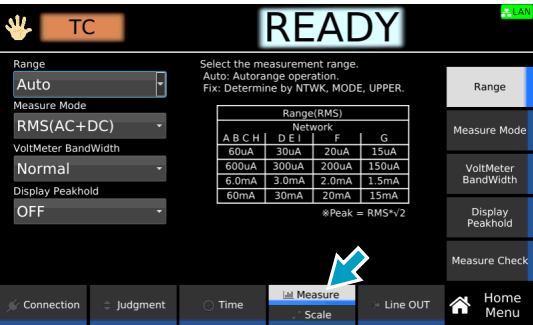 TC
READY
LAN
Range
Auto
Measure Mode
RMS(AC+DC)
VoltMeter BandWidth
Normal
Display Peakhold
OFF
Select the measurement range.
Auto: Autorange operation.
Fix: Determine by NTWK, MODE, UPPER.
Range(RMS)
Network
A B C H D E I F G
60uA 30uA 20uA 15uA
600uA 300uA 200uA 150uA
6.0mA 3.0mA 2.0mA 1.5mA
60mA 30mA 20mA 15mA
※Peak = RMS*√2
Range
Measure Mode
VoltMeter
BandWidth
Display
Peakhold
Measure Check
Connection
Judgment
Time
Measure
Scale
Line OUT
Home
Menu